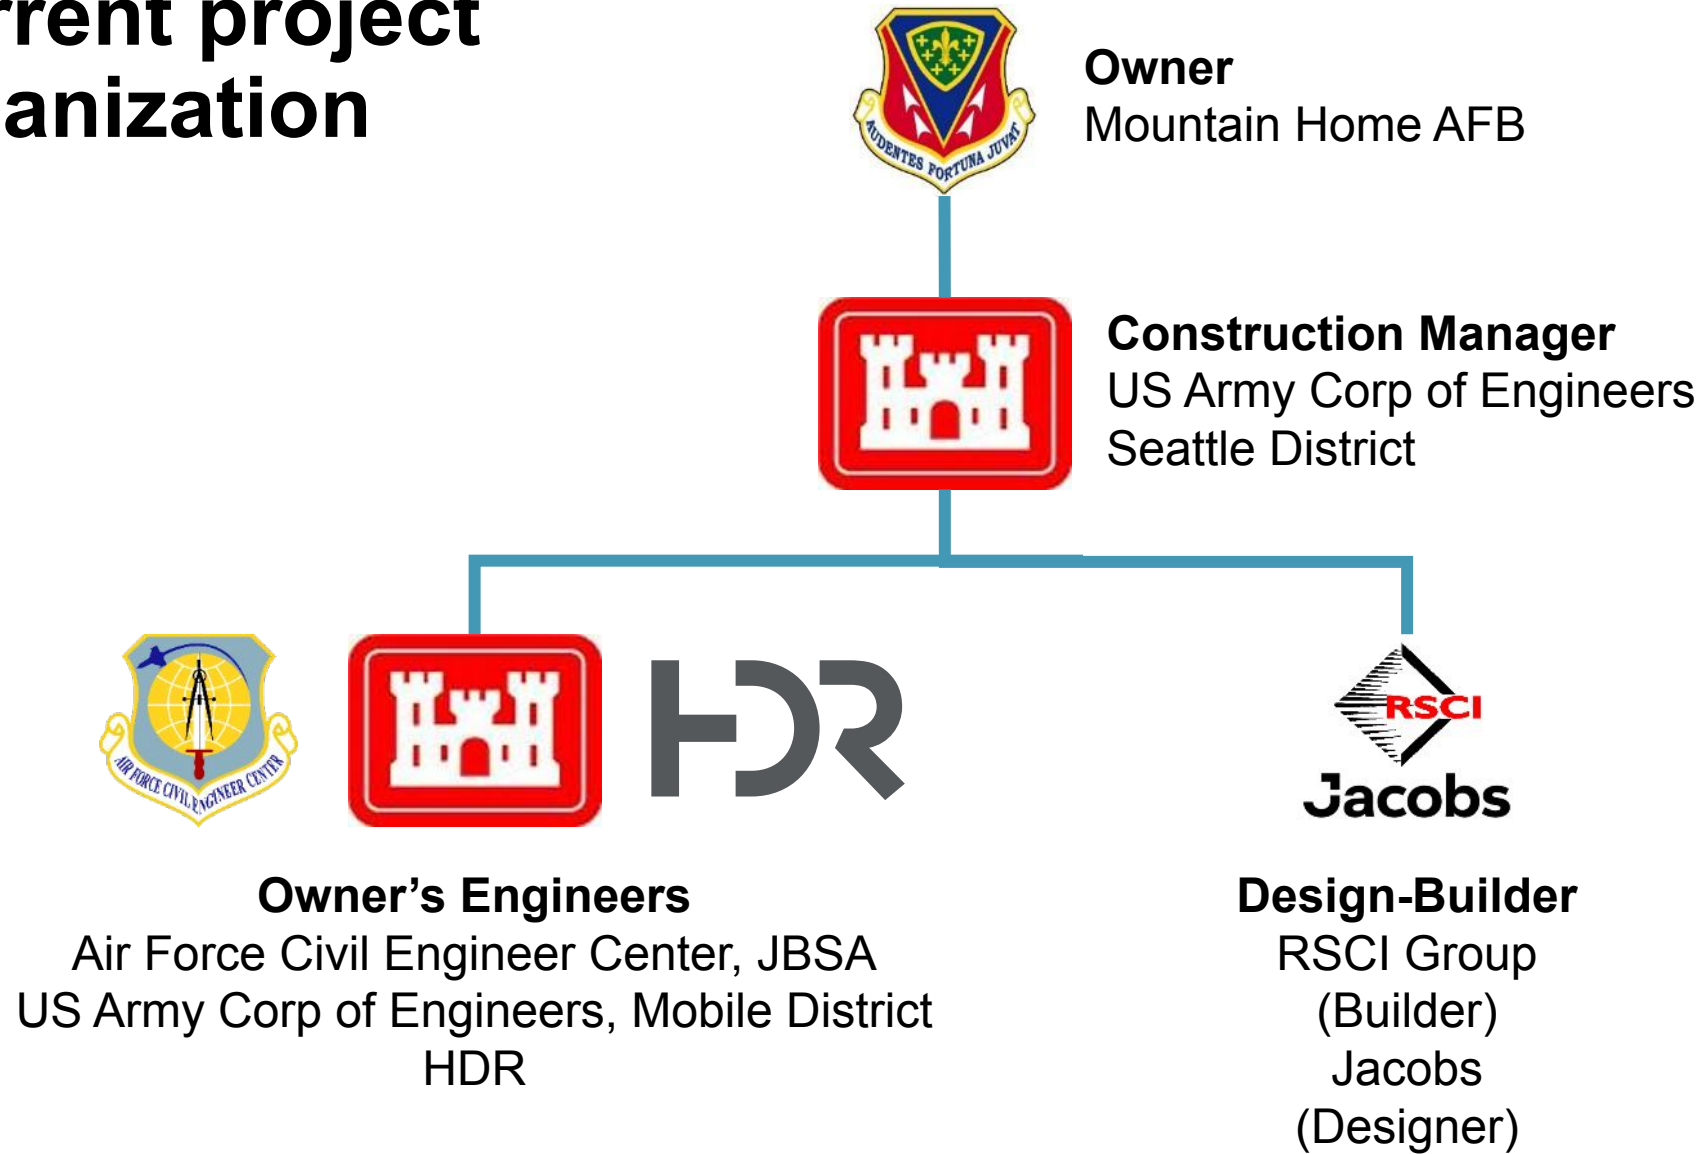 rrent project
anization
AUDENTES FORTUNA JUVAT
Owner
Mountain Home AFB
Construction Manager
US Army Corp of Engineers
Seattle District
AIR FORCE CIVIL ENGINEER CENTER
HDR
RSCI
Jacobs
Owner’s Engineers
Air Force Civil Engineer Center, JBSA
US Army Corp of Engineers, Mobile District
HDR
Design-Builder
RSCI Group
(Builder)
Jacobs
(Designer)